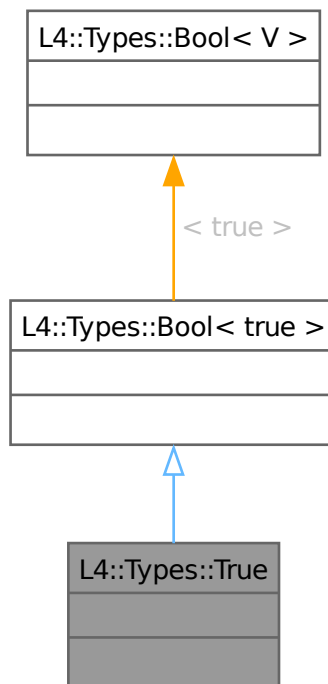 L4::Types::Bool< V >
< true >
L4::Types::Bool< true >
L4::Types::True